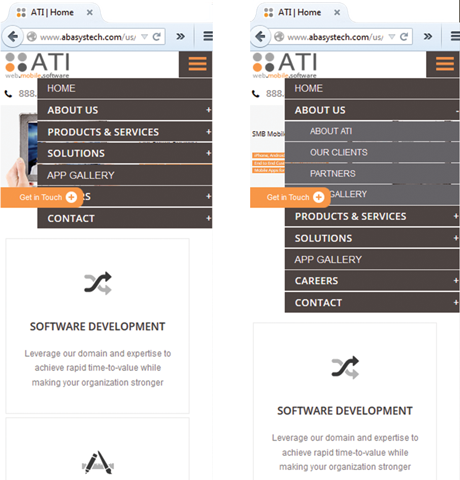 ATI | Home
www.abasystech.com/us/
»
ATI
web.mobile.software
888.
HOME
ABOUT US +
PRODUCTS & SERVICES +
SOLUTIONS +
APP GALLERY
Get in Touch +
RS +
CONTACT +
SOFTWARE DEVELOPMENT
Leverage our domain and expertise to
achieve rapid time-to-value while
making your organization stronger
ATI | Home
www.abasystech.com/us/
»
ATI
web.mobile.software
888.
HOME
ABOUT US -
SMB Mobil
ABOUT ATI
OUR CLIENTS
PARTNERS
Get in Touch +
GALLERY
PRODUCTS & SERVICES +
SOLUTIONS +
APP GALLERY
CAREERS +
CONTACT +
SOFTWARE DEVELOPMENT
Leverage our domain and expertise to
achieve rapid time-to-value while
making your organization stronger